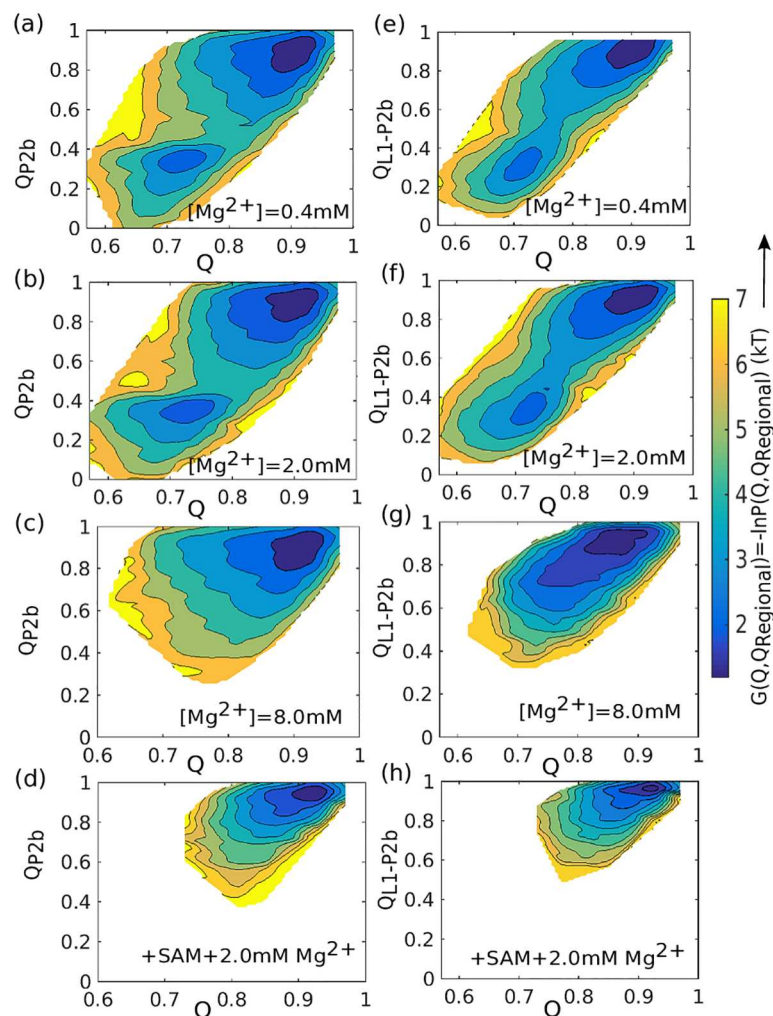 (a)
1
0.8
0.6
0.4
0.2
0
QP2b
[Mg2+]=0.4mM
0.6 0.7 0.8 0.9 1
Q
(e)
1
0.8
0.6
0.4
0.2
0
QL1-P2b
[Mg2+]=0.4mM
0.6 0.7 0.8 0.9 1
Q
(b)
1
0.8
0.6
0.4
0.2
0
QP2b
[Mg2+]=2.0mM
0.6 0.7 0.8 0.9 1
Q
(f)
1
0.8
0.6
0.4
0.2
0
QL1-P2b
[Mg2+]=2.0mM
0.6 0.7 0.8 0.9 1
Q
(c)
1
0.8
0.6
0.4
0.2
0
QP2b
[Mg2+]=8.0mM
0.6 0.7 0.8 0.9 1
Q
(g)
1
0.8
0.6
0.4
0.2
0
QL1-P2b
[Mg2+]=8.0mM
0.6 0.7 0.8 0.9 1
Q
(d)
1
0.8
0.6
0.4
0.2
0
QP2b
+SAM+2.0mM Mg2+
0.6 0.7 0.8 0.9 1
Q
(h)
1
0.8
0.6
0.4
0.2
0
QL1-P2b
+SAM+2.0mM Mg2+
0.6 0.7 0.8 0.9 1
Q
7
6
5
4
3
2
G(Q,QRegional)=-lnP(Q,QRegional) (kT)